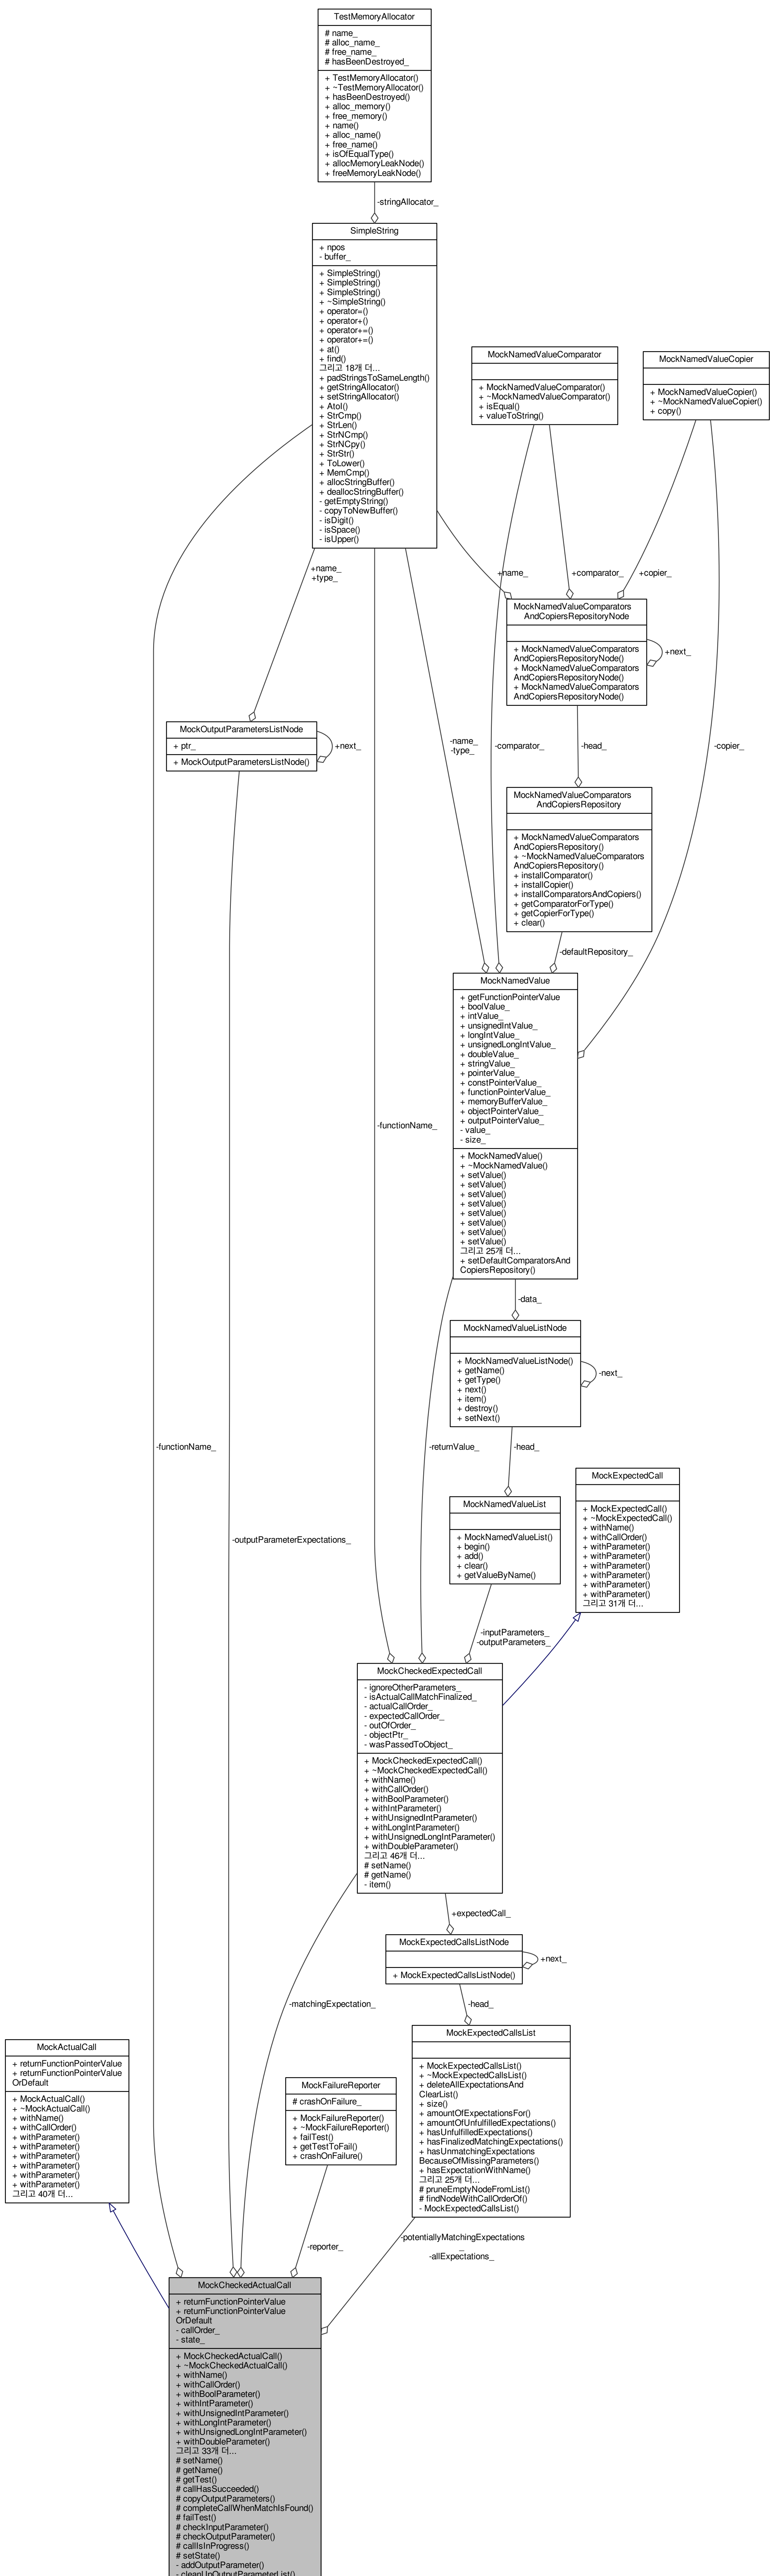 TestMemoryAllocator
# name_
# alloc_name_
# free_name_
# hasBeenDestroyed_
+ TestMemoryAllocator()
+ ~TestMemoryAllocator()
+ hasBeenDestroyed()
+ alloc_memory()
+ free_memory()
+ name()
+ alloc_name()
+ free_name()
+ isOfEqualType()
+ allocMemoryLeakNode()
+ freeMemoryLeakNode()
-stringAllocator_
SimpleString
+ npos
- buffer_
+ SimpleString()
+ SimpleString()
+ SimpleString()
+ ~SimpleString()
+ operator=()
+ operator+()
+ operator+=()
+ operator+=()
+ at()
+ find()
그리고 18개 더...
+ padStringsToSameLength()
+ getStringAllocator()
+ setStringAllocator()
+ AtoI()
+ StrCmp()
+ StrLen()
+ StrNCmp()
+ StrNCpy()
+ StrStr()
+ ToLower()
+ MemCmp()
+ allocStringBuffer()
+ deallocStringBuffer()
- getEmptyString()
- copyToNewBuffer()
- isDigit()
- isSpace()
- isUpper()
MockNamedValueComparator
+ MockNamedValueComparator()
+ ~MockNamedValueComparator()
+ isEqual()
+ valueToString()
MockNamedValueCopier
+ MockNamedValueCopier()
+ ~MockNamedValueCopier()
+ copy()
+name_
+type_
+name_
+comparator_
+copier_
MockNamedValueComparators
AndCopiersRepositoryNode
+ MockNamedValueComparators
AndCopiersRepositoryNode()
+ MockNamedValueComparators
AndCopiersRepositoryNode()
+ MockNamedValueComparators
AndCopiersRepositoryNode()
+next_
MockOutputParametersListNode
+ ptr_
+ MockOutputParametersListNode()
+next_
-name_
-type_
-comparator_
-head_
-copier_
MockNamedValueComparators
AndCopiersRepository
+ MockNamedValueComparators
AndCopiersRepository()
+ ~MockNamedValueComparators
AndCopiersRepository()
+ installComparator()
+ installCopier()
+ installComparatorsAndCopiers()
+ getComparatorForType()
+ getCopierForType()
+ clear()
-defaultRepository_
MockNamedValue
+ getFunctionPointerValue
+ boolValue_
+ intValue_
+ unsignedIntValue_
+ longIntValue_
+ unsignedLongIntValue_
+ doubleValue_
+ stringValue_
+ pointerValue_
+ constPointerValue_
+ functionPointerValue_
+ memoryBufferValue_
+ objectPointerValue_
+ outputPointerValue_
- value_
- size_
+ MockNamedValue()
+ ~MockNamedValue()
+ setValue()
+ setValue()
+ setValue()
+ setValue()
+ setValue()
+ setValue()
+ setValue()
+ setValue()
그리고 25개 더...
+ setDefaultComparatorsAnd
CopiersRepository()
-functionName_
-data_
MockNamedValueListNode
+ MockNamedValueListNode()
+ getName()
+ getType()
+ next()
+ item()
+ destroy()
+ setNext()
-next_
-functionName_
-returnValue_
-head_
MockNamedValueList
+ MockNamedValueList()
+ begin()
+ add()
+ clear()
+ getValueByName()
MockExpectedCall
+ MockExpectedCall()
+ ~MockExpectedCall()
+ withName()
+ withCallOrder()
+ withParameter()
+ withParameter()
+ withParameter()
+ withParameter()
+ withParameter()
+ withParameter()
그리고 31개 더...
-outputParameterExpectations_
-inputParameters_
-outputParameters_
MockCheckedExpectedCall
- ignoreOtherParameters_
- isActualCallMatchFinalized_
- actualCallOrder_
- expectedCallOrder_
- outOfOrder_
- objectPtr_
- wasPassedToObject_
+ MockCheckedExpectedCall()
+ ~MockCheckedExpectedCall()
+ withName()
+ withCallOrder()
+ withBoolParameter()
+ withIntParameter()
+ withUnsignedIntParameter()
+ withLongIntParameter()
+ withUnsignedLongIntParameter()
+ withDoubleParameter()
그리고 46개 더...
# setName()
# getName()
- item()
+expectedCall_
MockExpectedCallsListNode
+ MockExpectedCallsListNode()
+next_
-matchingExpectation_
-head_
MockExpectedCallsList
+ MockExpectedCallsList()
+ ~MockExpectedCallsList()
+ deleteAllExpectationsAnd
ClearList()
+ size()
+ amountOfExpectationsFor()
+ amountOfUnfulfilledExpectations()
+ hasUnfulfilledExpectations()
+ hasFinalizedMatchingExpectations()
+ hasUnmatchingExpectations
BecauseOfMissingParameters()
+ hasExpectationWithName()
그리고 25개 더...
# pruneEmptyNodeFromList()
# findNodeWithCallOrderOf()
- MockExpectedCallsList()
MockActualCall
+ returnFunctionPointerValue
+ returnFunctionPointerValue
OrDefault
+ MockActualCall()
+ ~MockActualCall()
+ withName()
+ withCallOrder()
+ withParameter()
+ withParameter()
+ withParameter()
+ withParameter()
+ withParameter()
+ withParameter()
그리고 40개 더...
MockFailureReporter
# crashOnFailure_
+ MockFailureReporter()
+ ~MockFailureReporter()
+ failTest()
+ getTestToFail()
+ crashOnFailure()
-reporter_
-potentiallyMatchingExpectations
_
-allExpectations_
MockCheckedActualCall
+ returnFunctionPointerValue
+ returnFunctionPointerValue
OrDefault
- callOrder_
- state_
+ MockCheckedActualCall()
+ ~MockCheckedActualCall()
+ withName()
+ withCallOrder()
+ withBoolParameter()
+ withIntParameter()
+ withUnsignedIntParameter()
+ withLongIntParameter()
+ withUnsignedLongIntParameter()
+ withDoubleParameter()
그리고 33개 더...
# setName()
# getName()
# getTest()
# callHasSucceeded()
# copyOutputParameters()
# completeCallWhenMatchIsFound()
# failTest()
# checkInputParameter()
# checkOutputParameter()
# callIsInProgress()
# setState()
- addOutputParameter()
- cleanUpOutputParameterList()